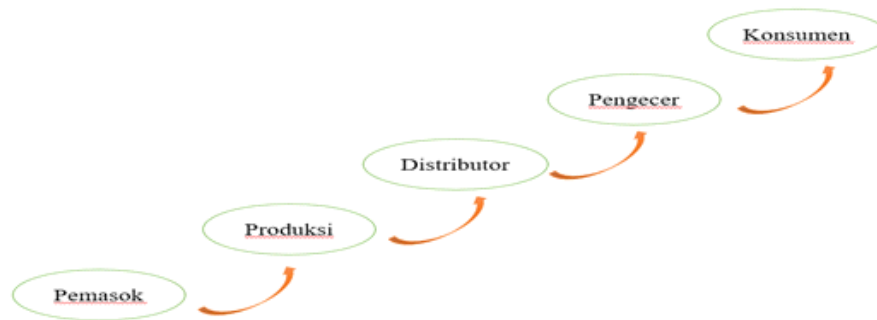 Konsumen
Pengecer
Distributor
Produksi
Pemasok